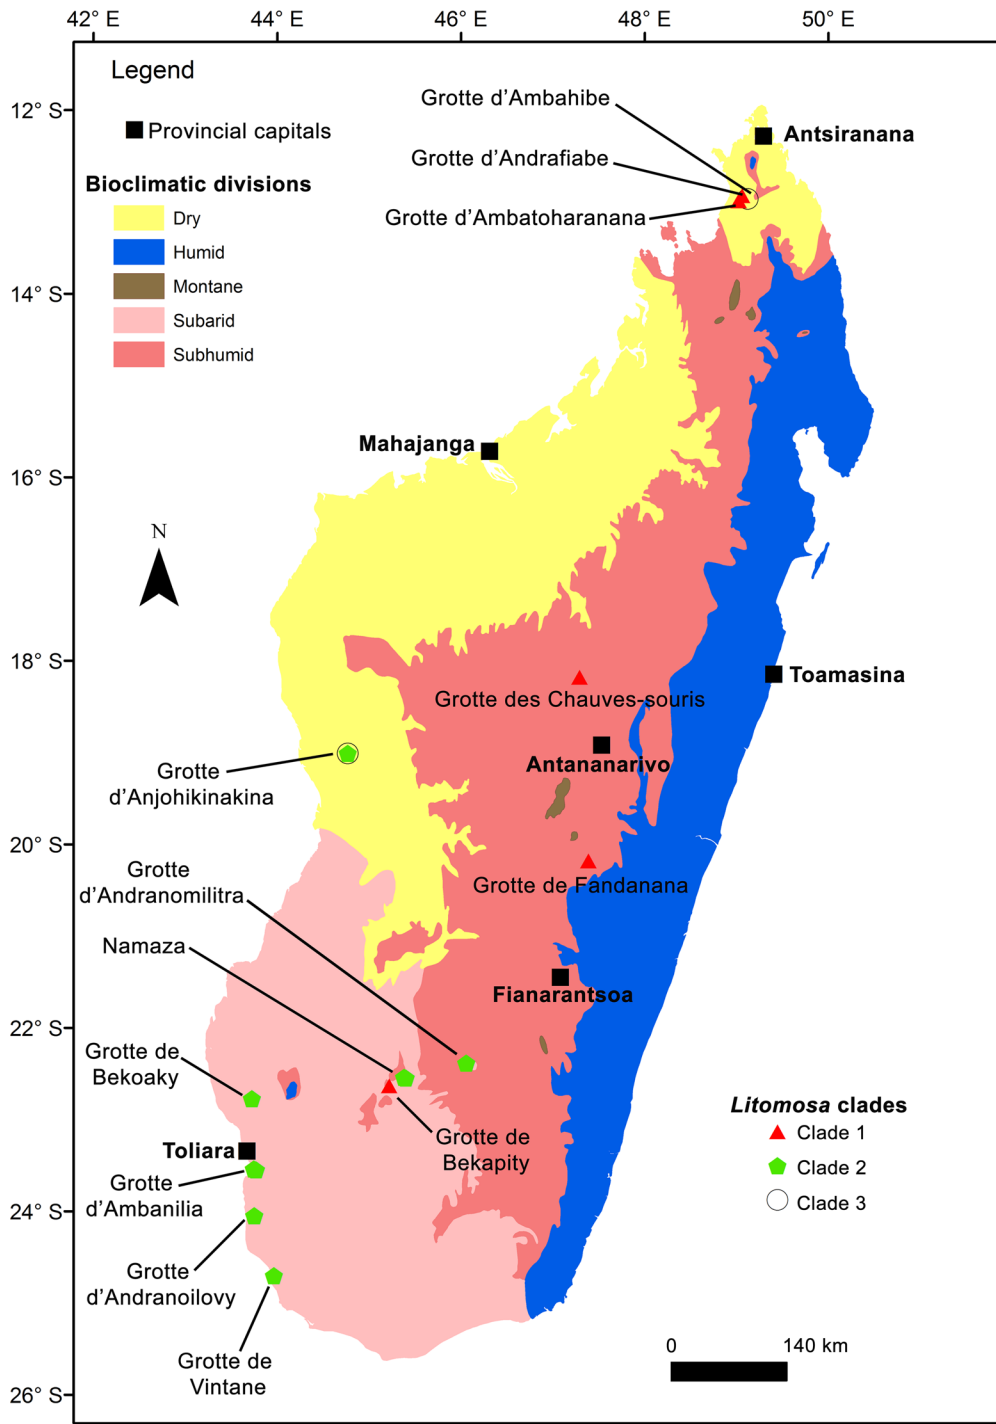 42° E
44° E
46° E
48° E
50° E
Legend
12° S
Provincial capitals
Grotte d’Ambahibe
Antsiranana
Grotte d’Andrafiabe
Bioclimatic divisions
Grotte d’Ambatoharanana
Dry
Humid
Montane
14° S
Subarid
Subhumid
Mahajanga
16° S
N
18° S
Toamasina
Grotte des Chauves-souris
Antananarivo
Grotte
d’Anjohikinakina
20° S
Grotte
d’Andranomilitra
Grotte de Fandanana
Namaza
Fianarantsoa
22° S
Grotte de
Bekoaky
Litomosa clades
Clade 1
Grotte de
Bekapity
Toliara
Clade 2
Grotte
d’Ambanilia
Clade 3
24° S
Grotte
d’Andranoilovy
0
140 km
Grotte de
Vintane
26° S